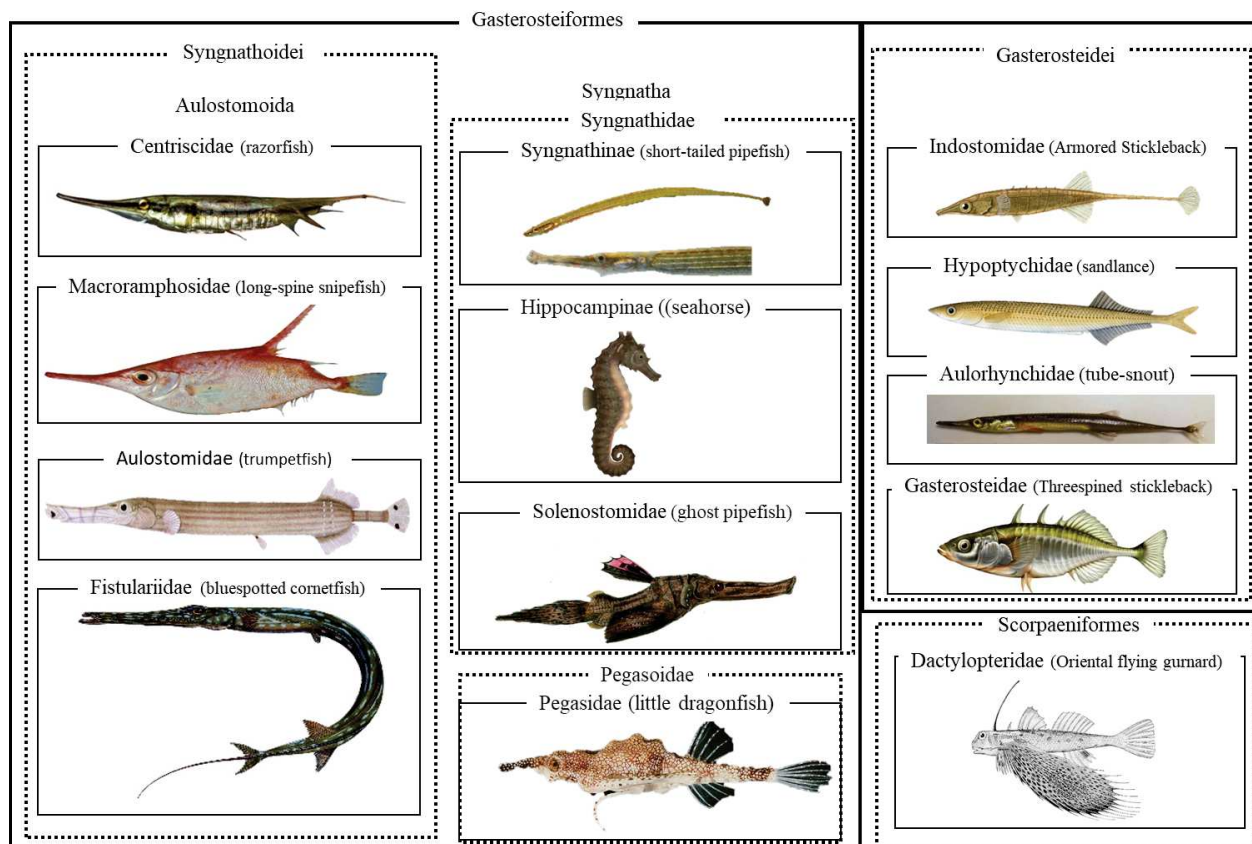 Gasterosteiformes
Syngnathoidei
Aulostomoida
Centriscidae (razorfish)
Macroramphosidae (long-spine snipefish)
Aulostomidae (trumpetfish)
Fistulariidae (bluespotted cornetfish)
Syngnatha
Syngnathidae
Syngnathinae (short-tailed pipefish)
Hippocampinae ((seahorse)
Solenostomidae (ghost pipefish)
Pegasoidae
Pegasidae (little dragonfish)
Gasterosteidei
Indostomidae (Armored Stickleback)
Hypoptychidae (sandlance)
Aulorhynchidae (tube-snout)
Gasterosteidae (Threespined stickleback)
Scorpaeniformes
Dactylopteridae (Oriental flying gurnard)